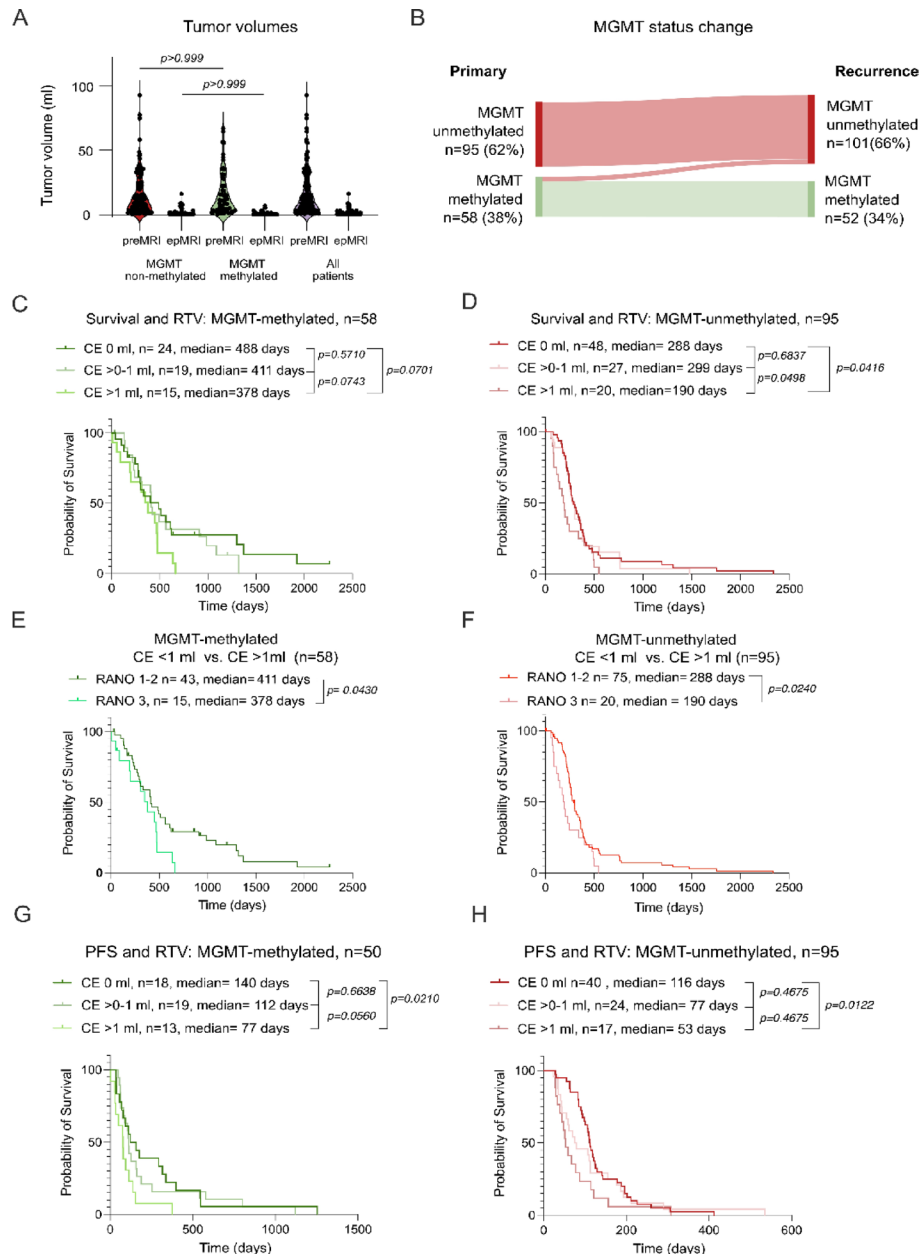 A
Tumor volumes
p>0.999
p>0.999
Tumor volume (ml)
100
50
0
preMRI epMRI preMRI epMRI preMRI epMRI
MGMT
non-methylated
MGMT
methylated
All
patients
B
MGMT status change
Primary
Recurrence
MGMT
unmethylated
n=95 (62%)
MGMT
unmethylated
n=101(66%)
MGMT
methylated
n=58 (38%)
MGMT
methylated
n=52 (34%)
C
Survival and RTV: MGMT-methylated, n=58
CE 0 ml, n= 24, median= 488 days
CE >0-1 ml, n=19, median= 411 days
CE >1 ml, n=15, median=378 days
p=0.5710
p=0.0743
p=0.0701
Probability of Survival
100
50
0
0 500 1000 1500 2000 2500
Time (days)
D
Survival and RTV: MGMT-unmethylated, n=95
CE 0 ml, n=48, median= 288 days
CE >0-1 ml, n=27, median= 299 days
CE >1 ml, n=20, median=190 days
p=0.6837
p=0.0498
p=0.0416
Probability of Survival
100
50
0
0 500 1000 1500 2000 2500
Time (days)
E
MGMT-methylated
CE <1 ml vs. CE >1ml (n=58)
RANO 1-2 n= 43, median=411 days
RANO 3, n= 15, median= 378 days
p= 0.0430
Probability of Survival
100
50
0
0 500 1000 1500 2000 2500
Time (days)
F
MGMT-unmethylated
CE <1 ml vs. CE >1 ml (n=95)
RANO 1-2 n= 75, median= 288 days
RANO 3 n= 20, median = 190 days
p=0.0240
Probability of Survival
100
50
0
0 500 1000 1500 2000 2500
Time (days)
G
PFS and RTV: MGMT-methylated, n=50
CE 0 ml, n=18, median= 140 days
CE >0-1 ml, n=19, median= 112 days
CE >1 ml, n=13, median= 77 days
p=0.6638
p=0.0560
p=0.0210
Probability of Survival
100
50
0
0 500 1000 1500
Time (days)
H
PFS and RTV: MGMT-unmethylated, n=95
CE 0 ml n=40 , median= 116 days
CE >0-1 ml, n=24, median= 77 days
CE >1 ml, n=17, median= 53 days
p=0.4675
p=0.4675
p=0.0122
Probability of Survival
100
50
0
0 200 400 600
Time (days)